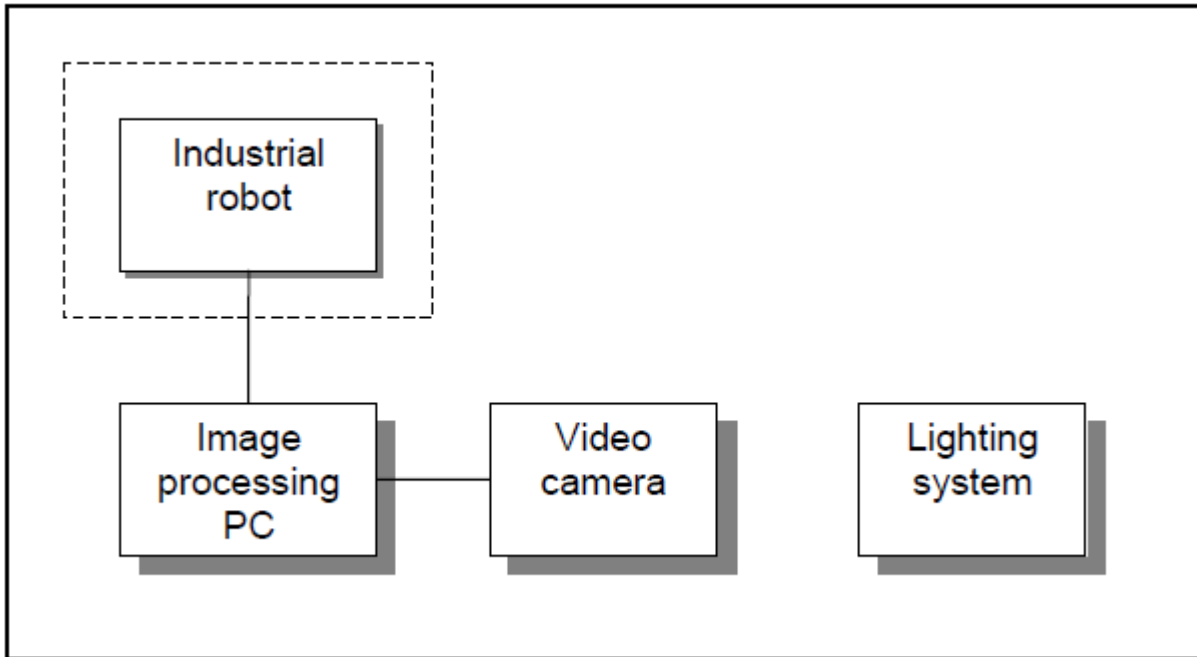 Industrial
robot
Image
processing
PC
Video
camera
Lighting
system